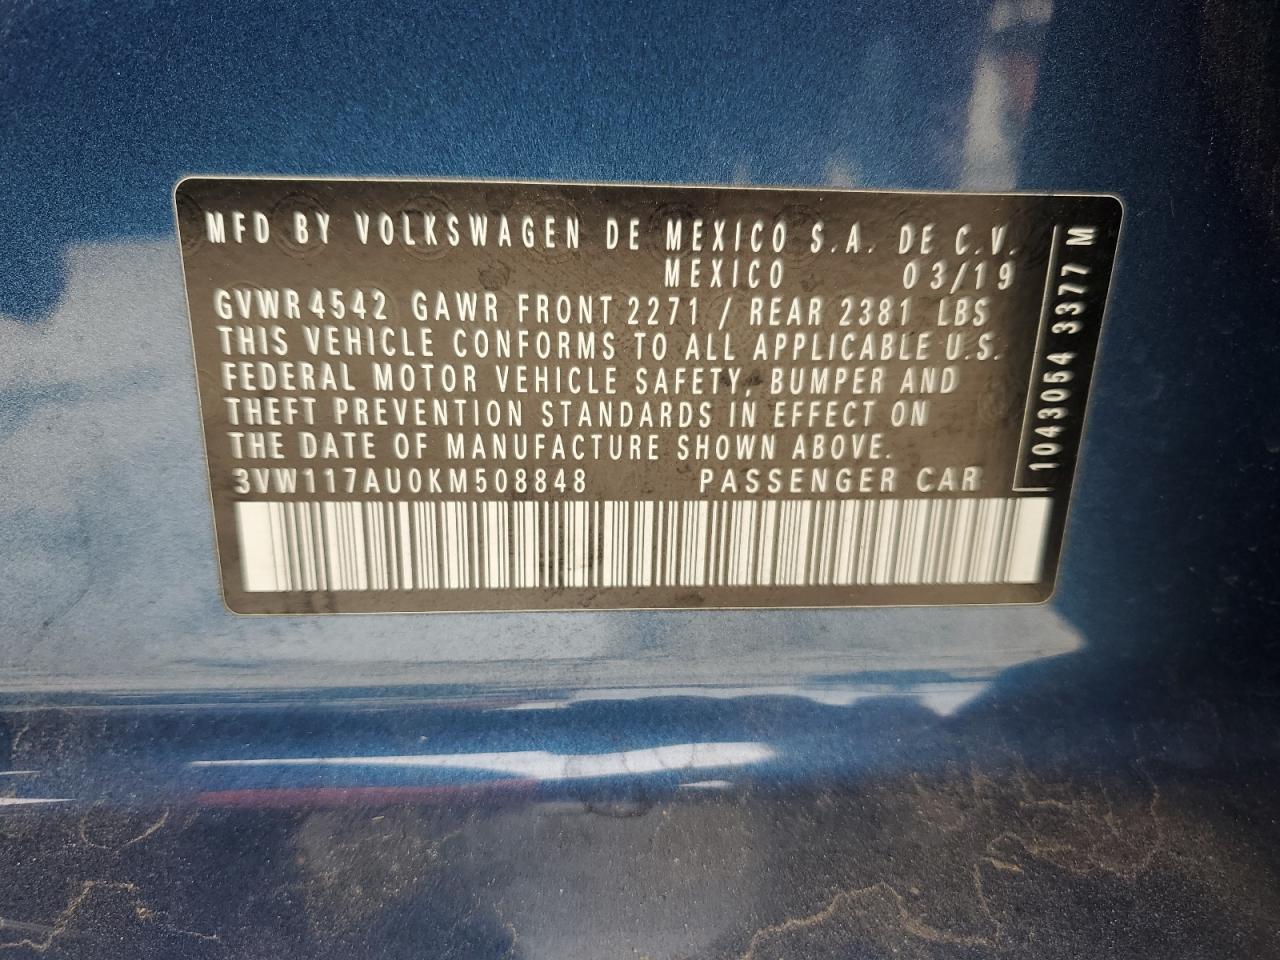 MFD BY VOLKSWAGEN DE MEXICO S.A. DE C.V.
MEXICO 03/19
GVWR 4542 GAWR FRONT 2271 / REAR 2381 LBS
THIS VEHICLE CONFORMS TO ALL APPLICABLE U.S.
FEDERAL MOTOR VEHICLE SAFETY, BUMPER AND
THEFT PREVENTION STANDARDS IN EFFECT ON
THE DATE OF MANUFACTURE SHOWN ABOVE.
3VW117AU0KM508848 PASSENGER CAR
1043054 3377 M